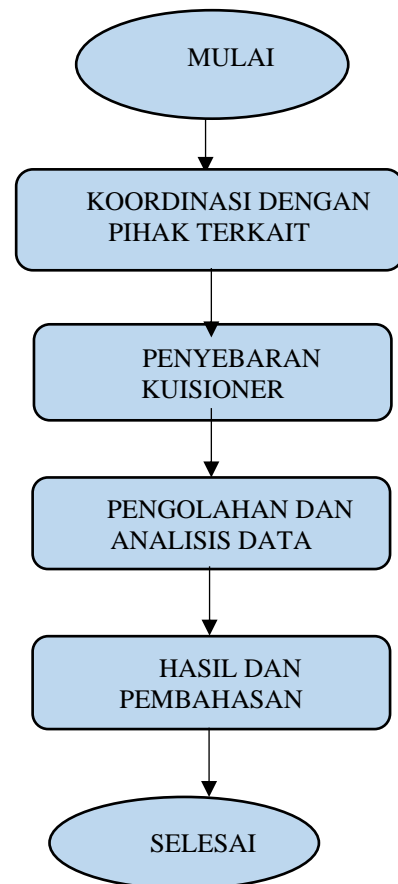 MULAI
KOORDINASI DENGAN
PIHAK TERKAIT
PENYEBARAN
KUISIONER
PENGOLAHAN DAN
ANALISIS DATA
HASIL DAN
PEMBAHASAN
SELESAI